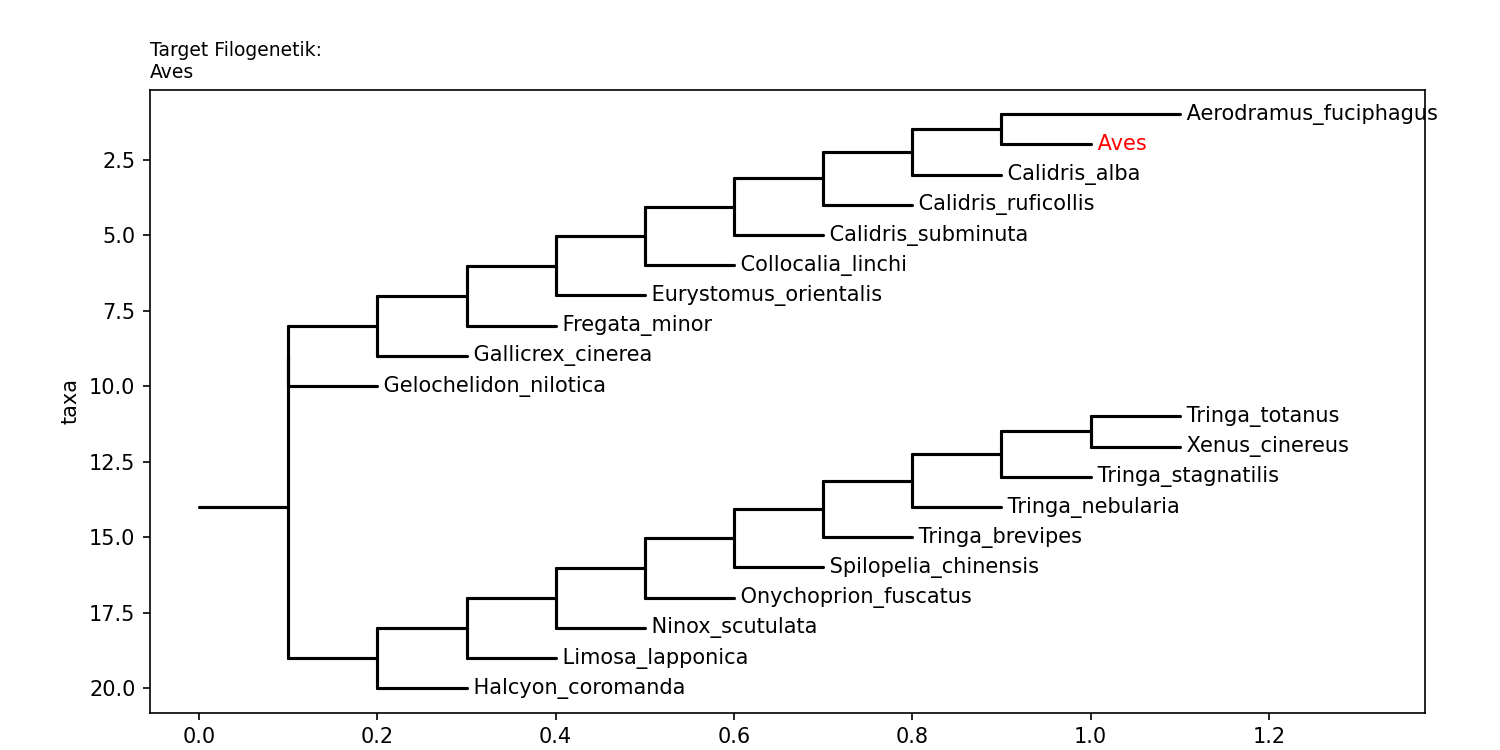 Target Filogenetik:
Aves
Aerodramus_fuciphagus
Aves
2.5
Calidris_alba
Calidris_ruficollis
5.0
Calidris_subminuta
Collocalia_linchi
Eurystomus_orientalis
7.5
Fregata_minor
Gallicrex_cinerea
taxa
10.0
Gelochelidon_nilotica
Tringa_totanus
Xenus_cinereus
12.5
Tringa_stagnatilis
Tringa_nebularia
15.0
Tringa_brevipes
Spilopelia_chinensis
Onychoprion_fuscatus
17.5
Ninox_scutulata
Limosa_lapponica
20.0
Halcyon_coromanda
0.0 0.2 0.4 0.6 0.8 1.0 1.2